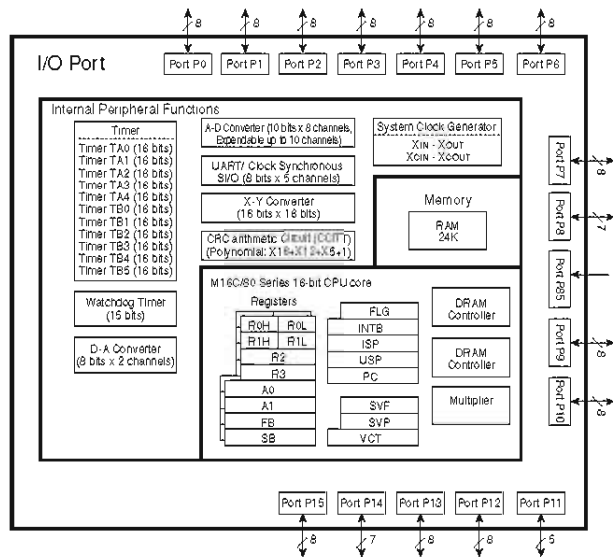 8 8 8 8 8 8 8
I/O Port
Port P0 Port P1 Port P2 Port P3 Port P4 Port P5 Port P6
Internal Peripheral Functions
Timer
Timer TA0 (16 bits)
Timer TA1 (16 bits)
Timer TA2 (16 bits)
Timer TA3 (16 bits)
Timer TA4 (16 bits)
Timer TB0 (16 bits)
Timer TB1 (16 bits)
Timer TB2 (16 bits)
Timer TB3 (16 bits)
Timer TB4 (16 bits)
Timer TB5 (16 bits)
Watchdog Timer
(15 bits)
D-A Converter
(8 bits x 2 channels)
A-D Converter (10 bits x 8 channels,
Expendable up to 10 channels)
UART/ Clock Synchronous
SI/O (8 bits x 5 channels)
X-Y Converter
(16 bits x 16 bits)
CRC arithmetic Circuit (CCITT)
(Polynomial: X16+X12+X5+1)
System Clock Generator
XIN - XOUT
XCIN - XCOUT
Memory
RAM
24K
M16C/80 Series 16-bit CPU core
Registers
R0H R0L
R1H R1L
R2
R3
A0
A1
FB
SB
FLG
INTB
ISP
USP
PC
SVF
SVP
VCT
DRAM
Controller
DRAM
Controller
Multiplier
Port P7
8
Port P8
7
Port P85
Port P9
8
Port P10
8
Port P15 Port P14 Port P13 Port P12 Port P11
8 7 8 8 5